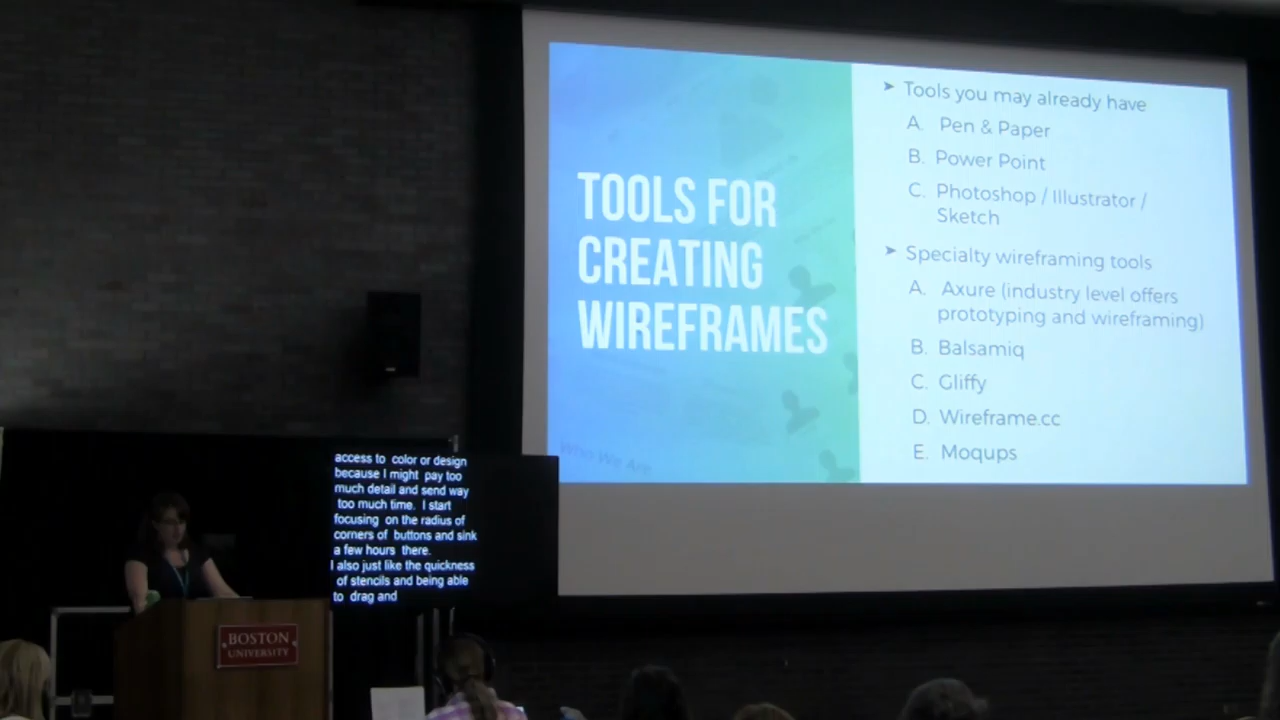 TOOLS FOR
CREATING
WIREFRAMES
Who We Are
➤ Tools you may already have
A. Pen & Paper
B. Power Point
C. Photoshop / Illustrator /
Sketch
➤ Specialty wireframing tools
A. Axure (industry level offers
prototyping and wireframing)
B. Balsamiq
C. Gliffy
D. Wireframe.cc
E. Moqups
access to color or design
because I might pay too
much detail and send way
too much time. I start
focusing on the radius of
corners of buttons and sink
a few hours there.
I also just like the quickness
of stencils and being able
to drag and
BOSTON
UNIVERSITY